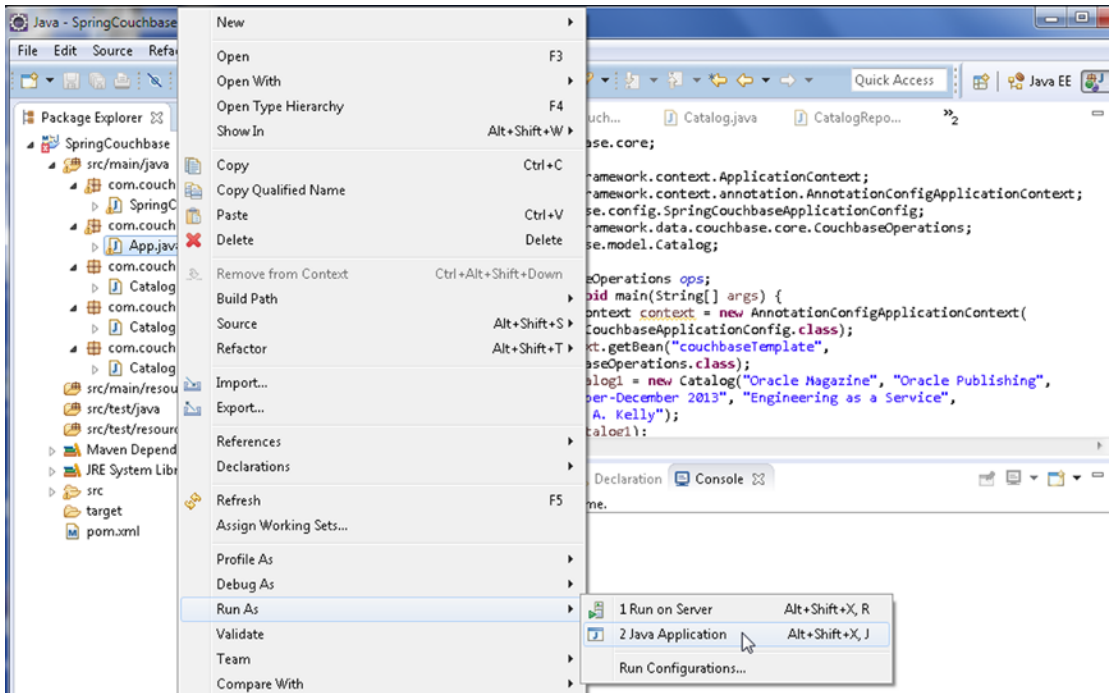 Java - SpringCouchbase
File Edit Source Refa
Quick Access
Java EE
Package Explorer
SpringCouchbase
src/main/java
com.couch
SpringC
com.couch
App.jav
com.couch
Catalog
com.couch
Catalog
com.couch
Catalog
src/main/resou
src/test/java
src/test/resour
Maven Depend
JRE System Libr
src
target
pom.xml
New
Open F3
Open With
Open Type Hierarchy F4
Show In Alt+Shift+W
Copy Ctrl+C
Copy Qualified Name
Paste Ctrl+V
Delete Delete
Remove from Context Ctrl+Alt+Shift+Down
Build Path
Source Alt+Shift+S
Refactor Alt+Shift+T
Import...
Export...
References
Declarations
Refresh F5
Assign Working Sets...
Profile As
Debug As
Run As
Validate
Team
Compare With
1 Run on Server Alt+Shift+X, R
2 Java Application Alt+Shift+X, J
Run Configurations...
uch... Catalog.java CatalogRepo... »2
ase.core;
ramework.context.ApplicationContext;
ramework.context.annotation.AnnotationConfigApplicationContext;
se.config.SpringCouchbaseApplicationConfig;
ramework.data.couchbase.core.CouchbaseOperations;
se.model.Catalog;
eOperations ops;
oid main(String[] args) {
ontext context = new AnnotationConfigApplicationContext(
CouchbaseApplicationConfig.class);
xt.getBean("couchbaseTemplate",
aseOperations.class);
alog1 = new Catalog("Oracle Magazine", "Oracle Publishing",
ber-December 2013", "Engineering as a Service",
A. Kelly");
talog1);
Declaration Console
me.